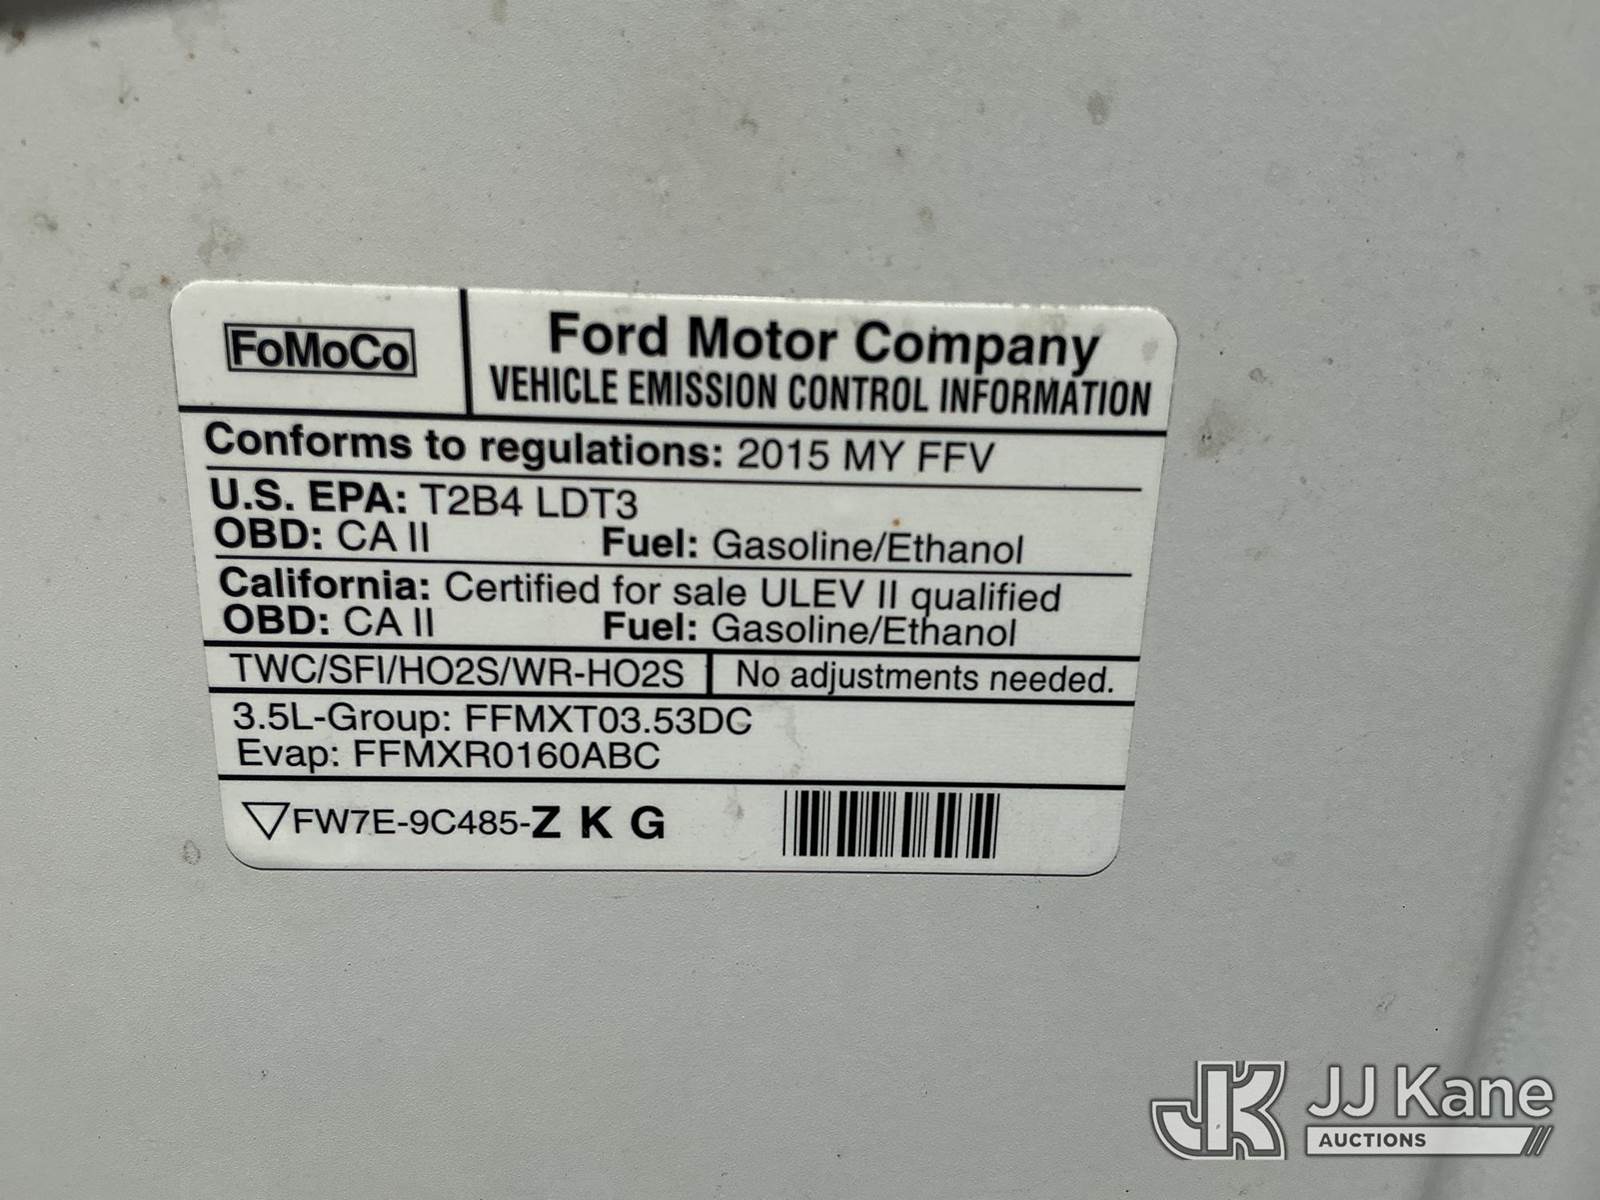 FoMoCo
Ford Motor Company
VEHICLE EMISSION CONTROL INFORMATION
Conforms to regulations: 2015 MY FFV
U.S. EPA: T2B4 LDT3
OBD: CA II Fuel: Gasoline/Ethanol
California: Certified for sale ULEV II qualified
OBD: CA II Fuel: Gasoline/Ethanol
TWC/SFI/HO2S/WR-HO2S No adjustments needed.
3.5L-Group: FFMXT03.53DC
Evap: FFMXR0160ABC
FW7E-9C485-Z K G
JK JJ Kane
AUCTIONS